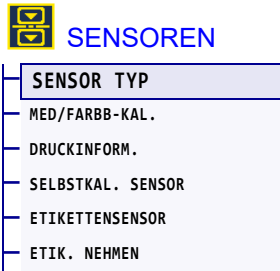 SENSOREN
SENSOR TYP
MED/FARBB-KAL.
DRUCKINFORM.
SELBSTKAL. SENSOR
ETIKETTENSENSOR
ETIK. NEHMEN